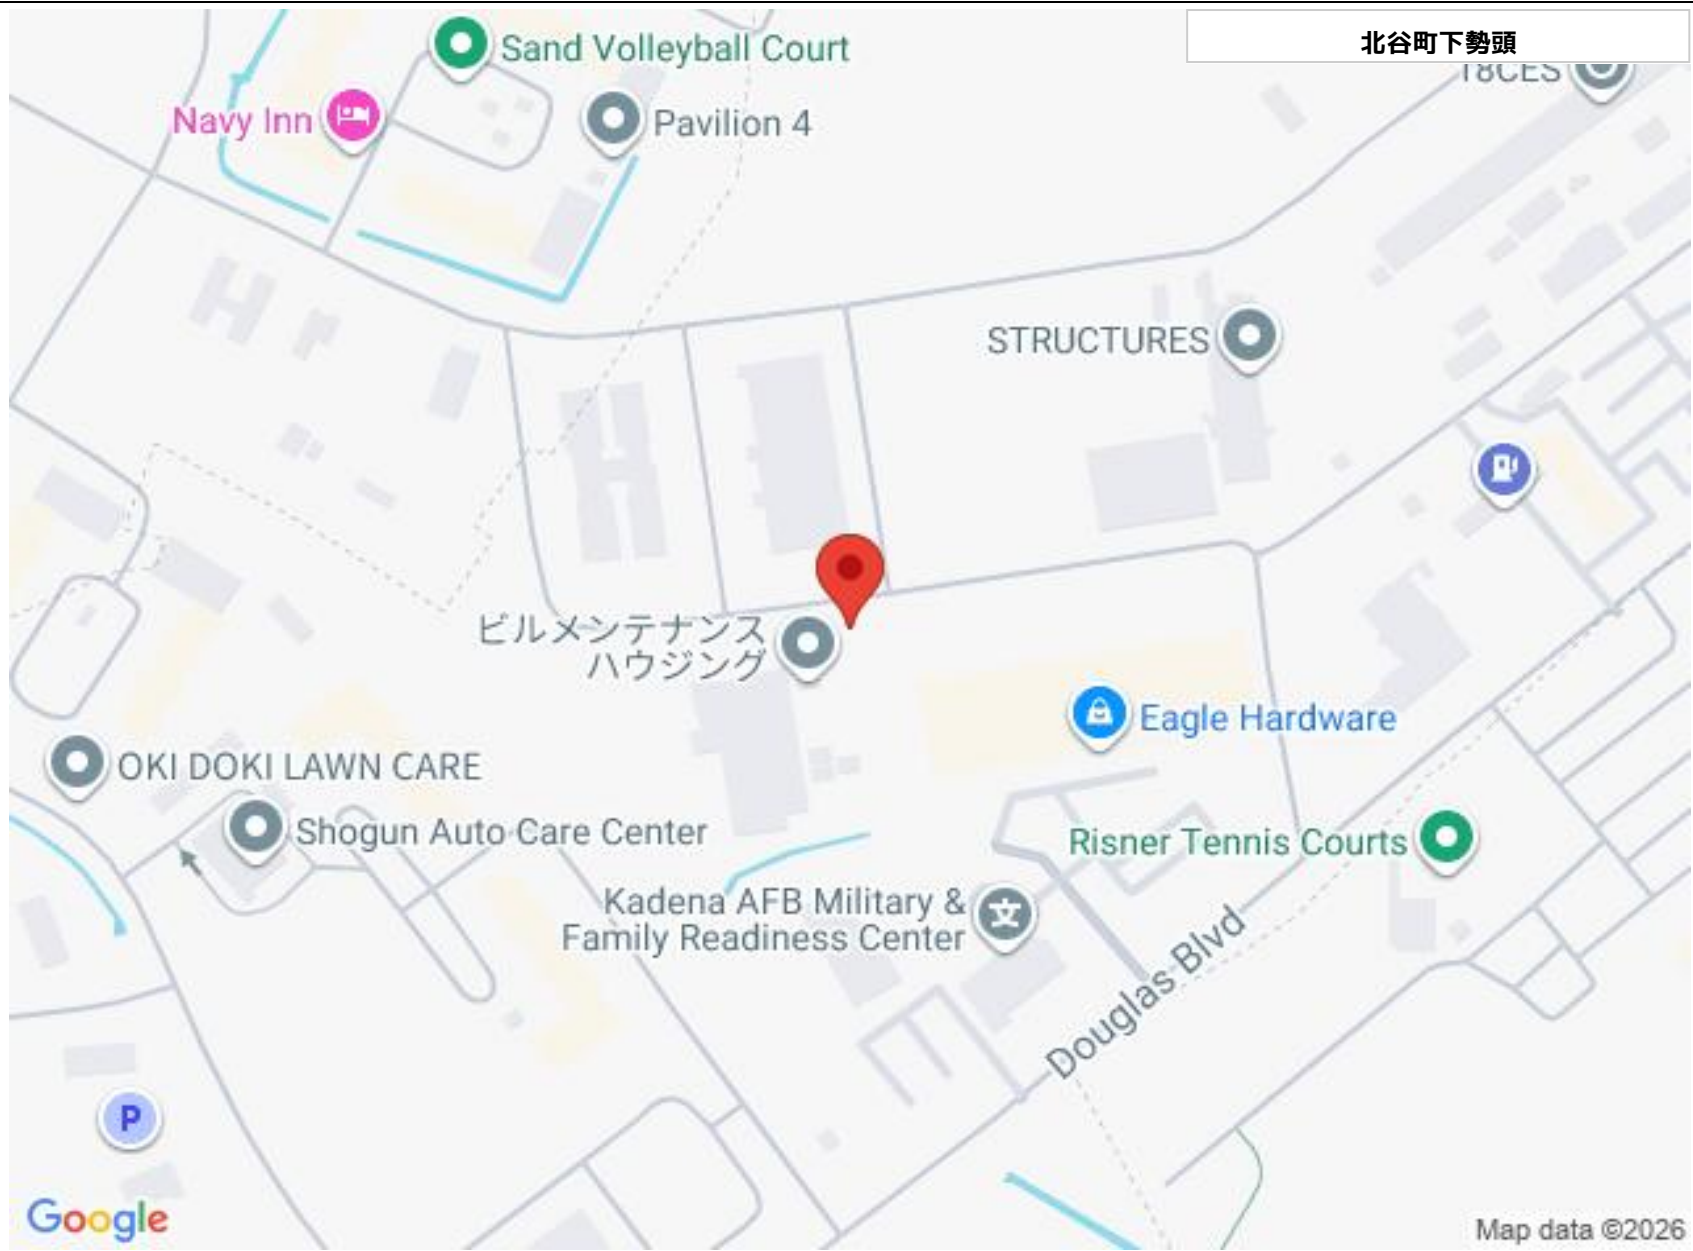 北谷町下勢頭
Sand Volleyball Court
18CES
Navy Inn
Pavilion 4
STRUCTURES
ビルメンテナンス
ハウジング
Eagle Hardware
OKI DOKI LAWN CARE
Shogun Auto Care Center
Risner Tennis Courts
Kadena AFB Military &
Family Readiness Center
文
Douglas Blvd
P
Google
Map data ©2026